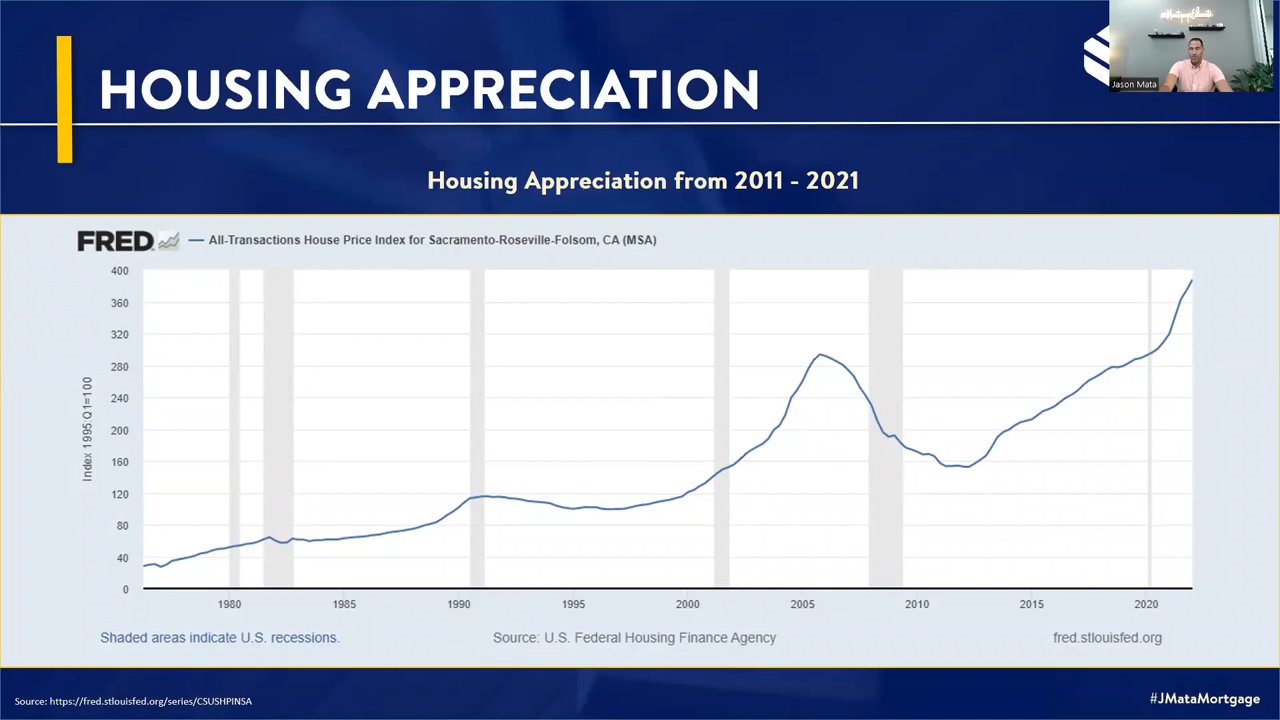 HOUSING APPRECIATION
Jason Mata
Housing Appreciation from 2011 - 2021
FRED
All-Transactions House Price Index for Sacramento-Roseville-Folsom, CA (MSA)
400
360
320
280
240
200
160
120
80
40
0
Index 1995:Q1=100
1980
1985
1990
1995
2000
2005
2010
2015
2020
Shaded areas indicate U.S. recessions.
Source: U.S. Federal Housing Finance Agency
fred.stlouisfed.org
Source: https://fred.stlouisfed.org/series/CSUSHPINSA
#JMataMortgage